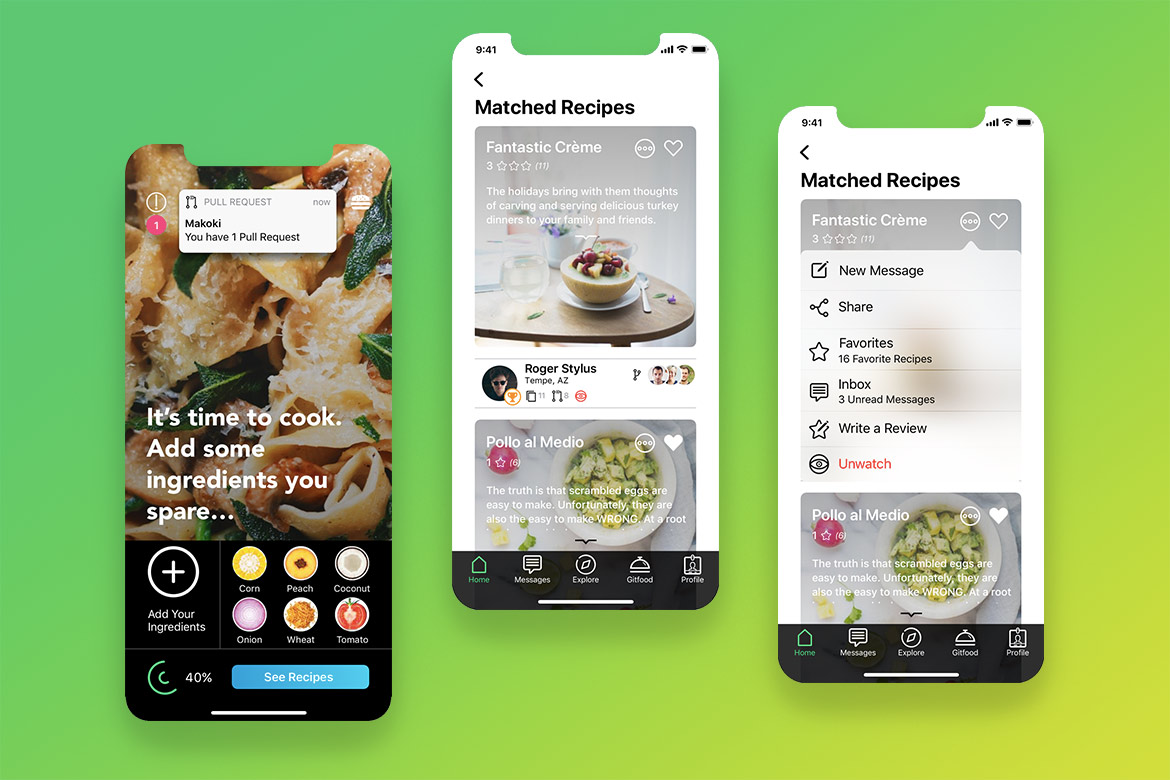 1
PULL REQUEST now
Makoki
You have 1 Pull Request
It's time to cook.
Add some
ingredients you
spare...
Add Your
Ingredients
Corn Peach Coconut
Onion Wheat Tomato
40% See Recipes
9:41
Matched Recipes
Fantastic Crème
3 (11)
The holidays bring with them thoughts
of carving and serving delicious turkey
dinners to your family and friends.
Roger Stylus
Tempe, AZ
11 8
Pollo al Medio
1 (6)
The truth is that scrambled eggs are
easy to make. Unfortunately, they are
also the easy to make WRONG. At a root
Home Messages Explore Gitfood Profile
9:41
Matched Recipes
Fantastic Crème
3 (11)
New Message
Share
Favorites
16 Favorite Recipes
Inbox
3 Unread Messages
Write a Review
Unwatch
Pollo al Medio
1 (6)
The truth is that scrambled eggs are
easy to make. Unfortunately, they are
also the easy to make WRONG. At a root
Home Messages Explore Gitfood Profile